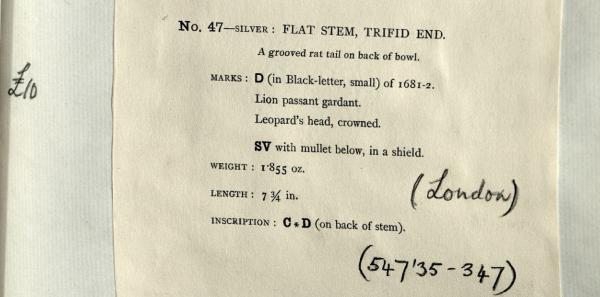 No. 47—SILVER : FLAT STEM, TRIFID END.
A grooved rat tail on back of bowl.
£10
MARKS : D (in Black-letter, small) of 1681-2.
Lion passant gardant.
Leopard's head, crowned.
SV with mullet below, in a shield.
WEIGHT : 1·855 oz.
(London)
LENGTH : 7 ¾ in.
INSCRIPTION : C * D (on back of stem).
(547'35 - 347)